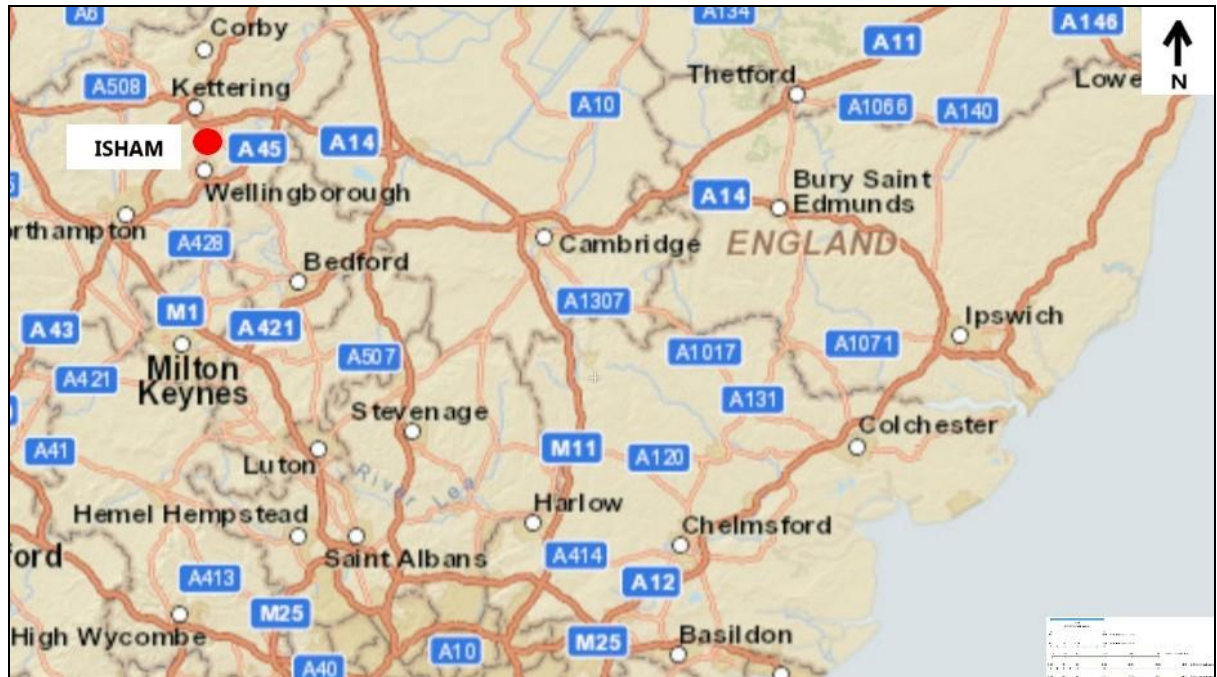 A6
A134
A146
Corby
A11
Thetford
Lowe
N
A508
Kettering
A10
A1066
A140
ISHAM
A45
A14
Wellingborough
A14
Bury Saint
Edmunds
rthampton
A428
Cambridge
ENGLAND
Bedford
M1
A421
A1307
Ipswich
A43
A507
A1017
A1071
Milton
Keynes
A421
A131
Stevenage
Colchester
A41
Luton
River Lea
M11
A120
Hemel Hempstead
Harlow
Chelmsford
ford
Saint Albans
A414
A413
A12
M25
High Wycombe
A10
M25
Basildon
A40